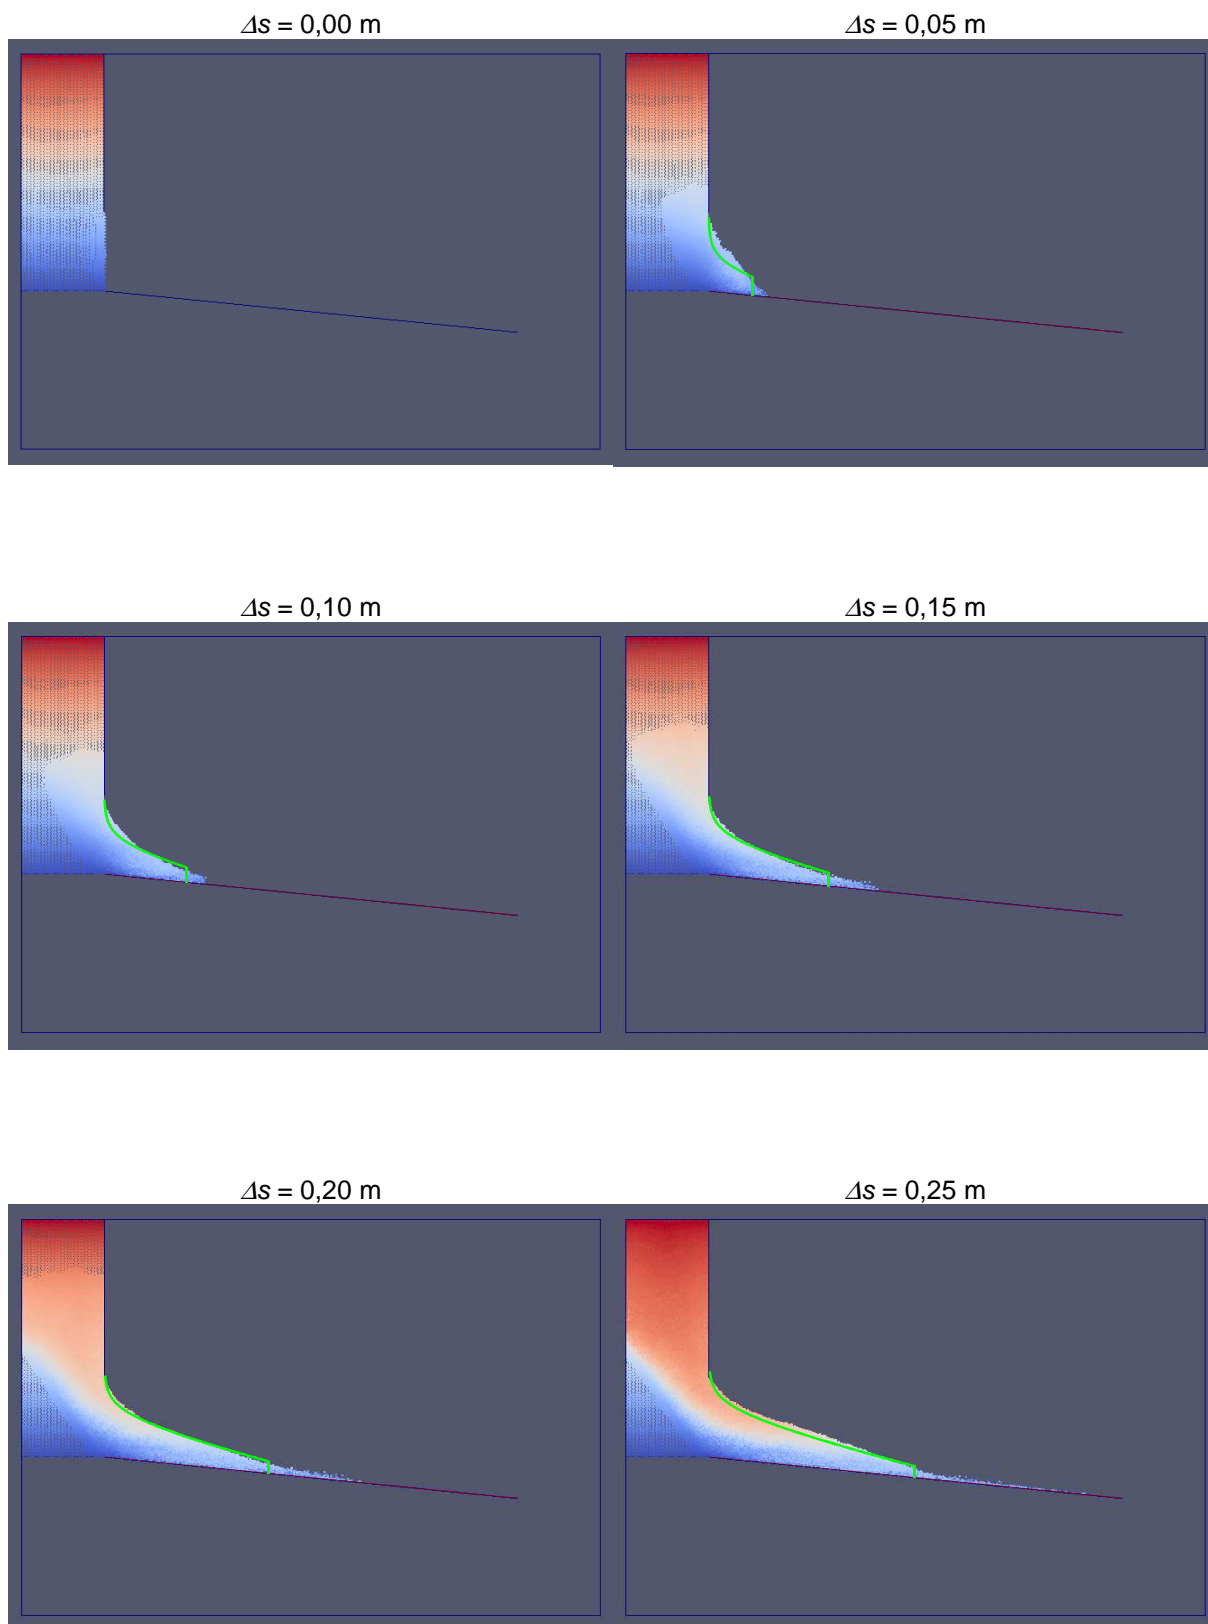 Δs = 0,00 m
Δs = 0,05 m
Δs = 0,10 m
Δs = 0,15 m
Δs = 0,20 m
Δs = 0,25 m